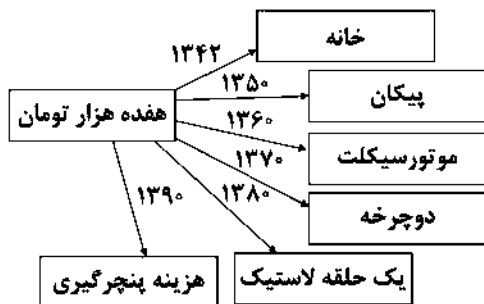 خانه
۱۳۴۲
پیکان
۱۳۵۰
هفده هزار تومان
۱۳۶۰
موتورسیکلت
۱۳۷۰
دوچرخه
۱۳۸۰
۱۳۹۰
یک حلقه لاستیک
هزینه پنچرگیری